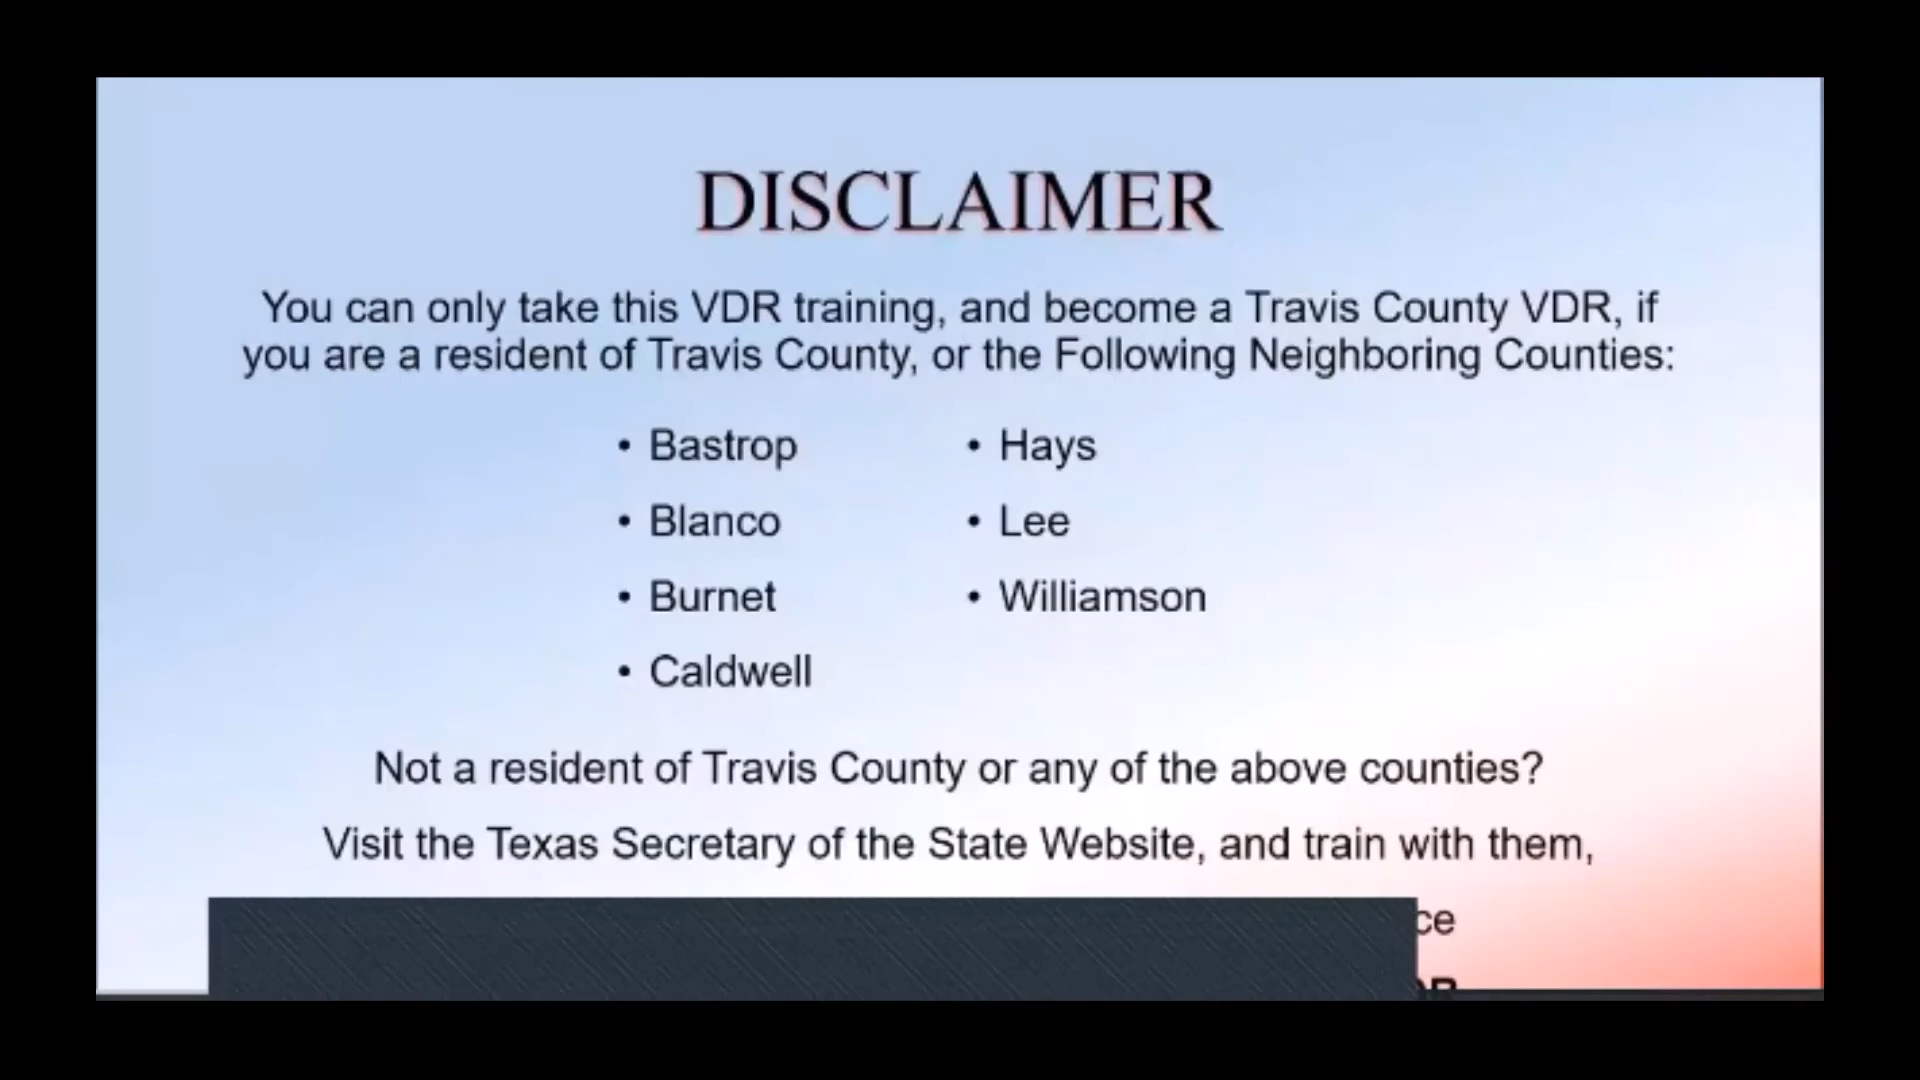 DISCLAIMER
You can only take this VDR training, and become a Travis County VDR, if
you are a resident of Travis County, or the Following Neighboring Counties:
• Bastrop
• Blanco
• Burnet
• Caldwell
• Hays
• Lee
• Williamson
Not a resident of Travis County or any of the above counties?
Visit the Texas Secretary of the State Website, and train with them,